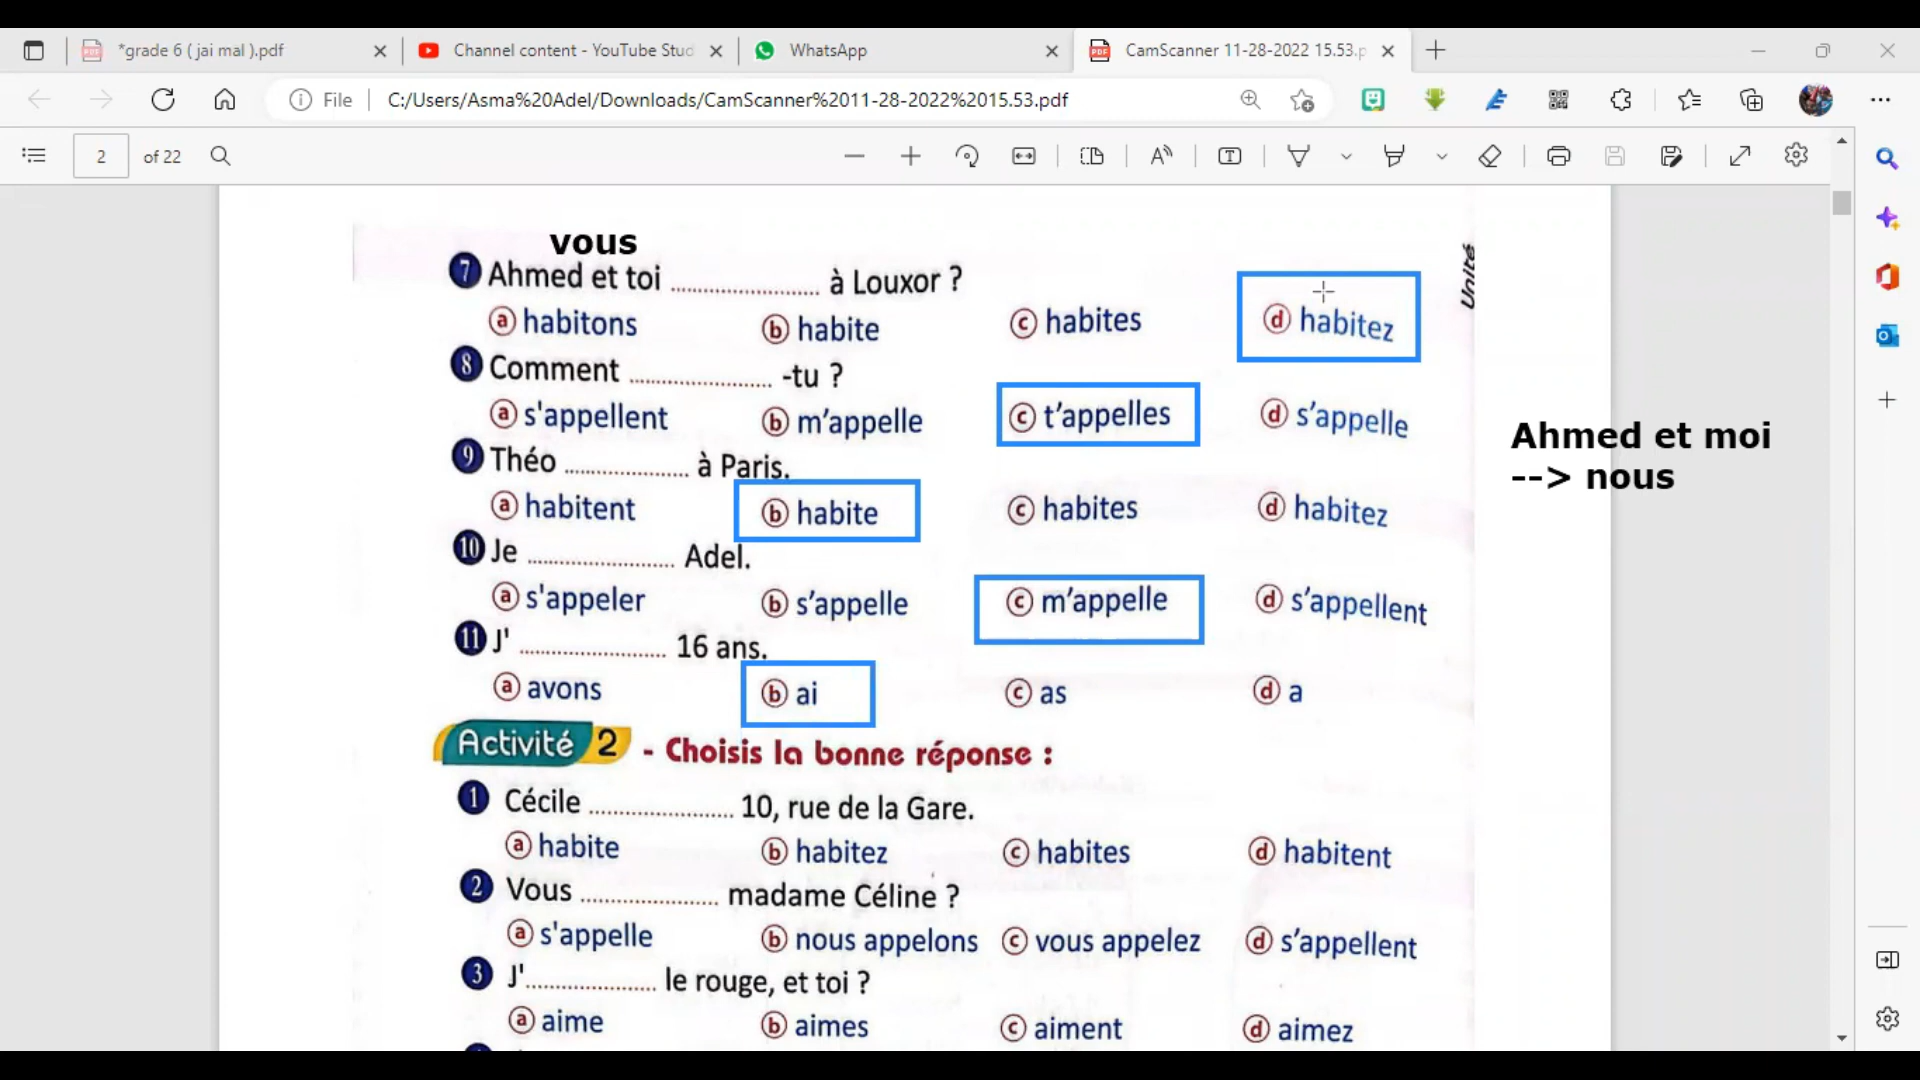 *grade 6 ( jai mal ).pdf
Channel content - YouTube Stud
WhatsApp
CamScanner 11-28-2022 15.53.p
File
C:/Users/Asma%20Adel/Downloads/CamScanner%2011-28-2022%2015.53.pdf
2 of 22
vous
7 Ahmed et toi .......................... à Louxor ?
a habitons b habite c habites d habitez
8 Comment ........................ -tu ?
a s'appellent b m'appelle c t'appelles d s'appelle
9 Théo ..................... à Paris.
a habitent b habite c habites d habitez
10 Je ......................... Adel.
a s'appeler b s'appelle c m'appelle d s'appellent
11 J' ......................... 16 ans.
a avons b ai c as d a
Unité
Ahmed et moi
--> nous
Activité 2 - Choisis la bonne réponse :
1 Cécile ......................... 10, rue de la Gare.
a habite b habitez c habites d habitent
2 Vous ........................ madame Céline ?
a s'appelle b nous appelons c vous appelez d s'appellent
3 J'....................... le rouge, et toi ?
a aime b aimes c aiment d aimez